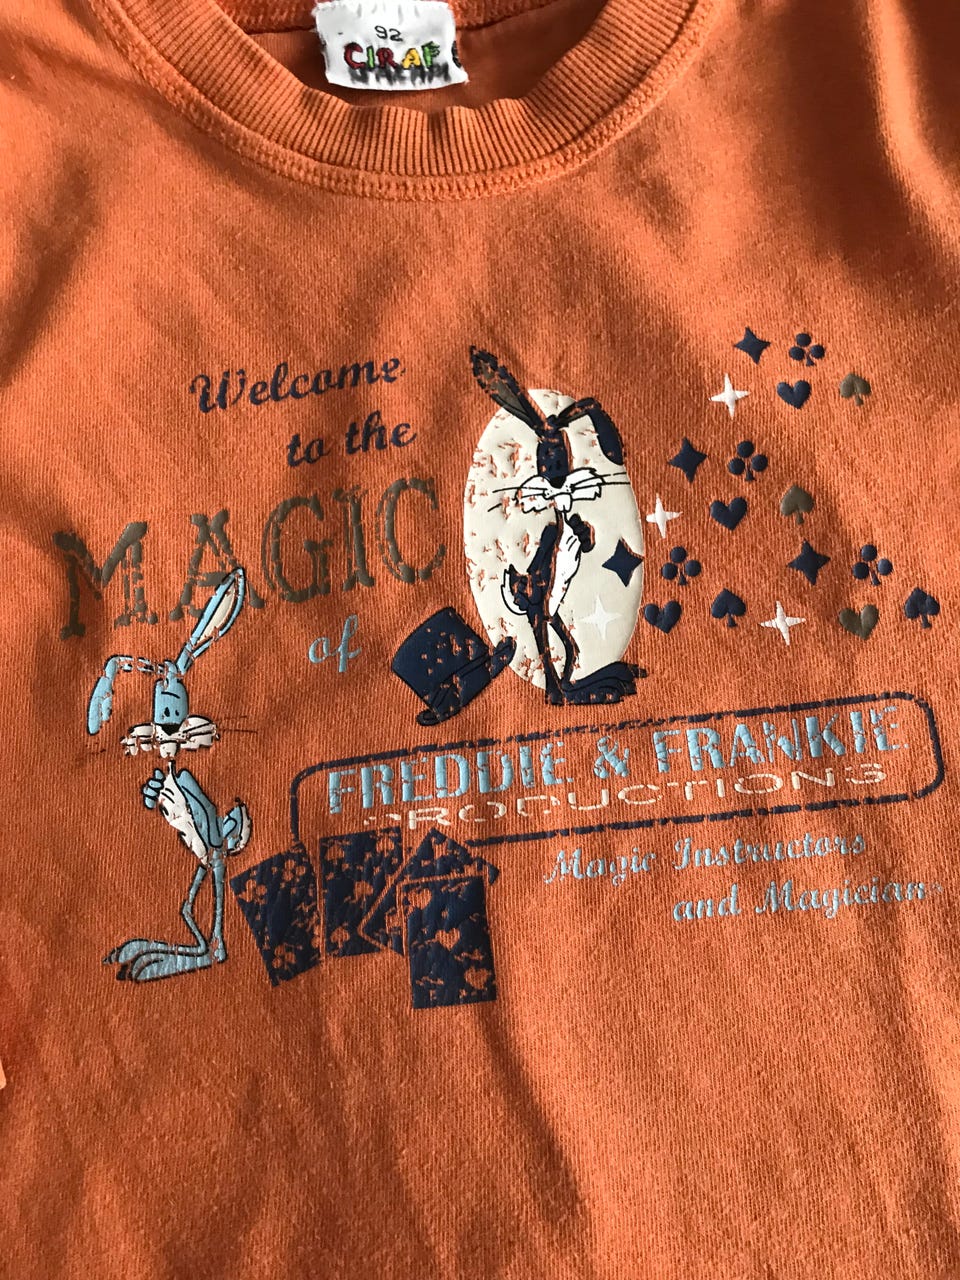 92
CIRAF
Welcome
to the
MAGIC
of
FREDDIE & FRANKIE
PRODUCTIONS
Magic Instructors
and Magicians